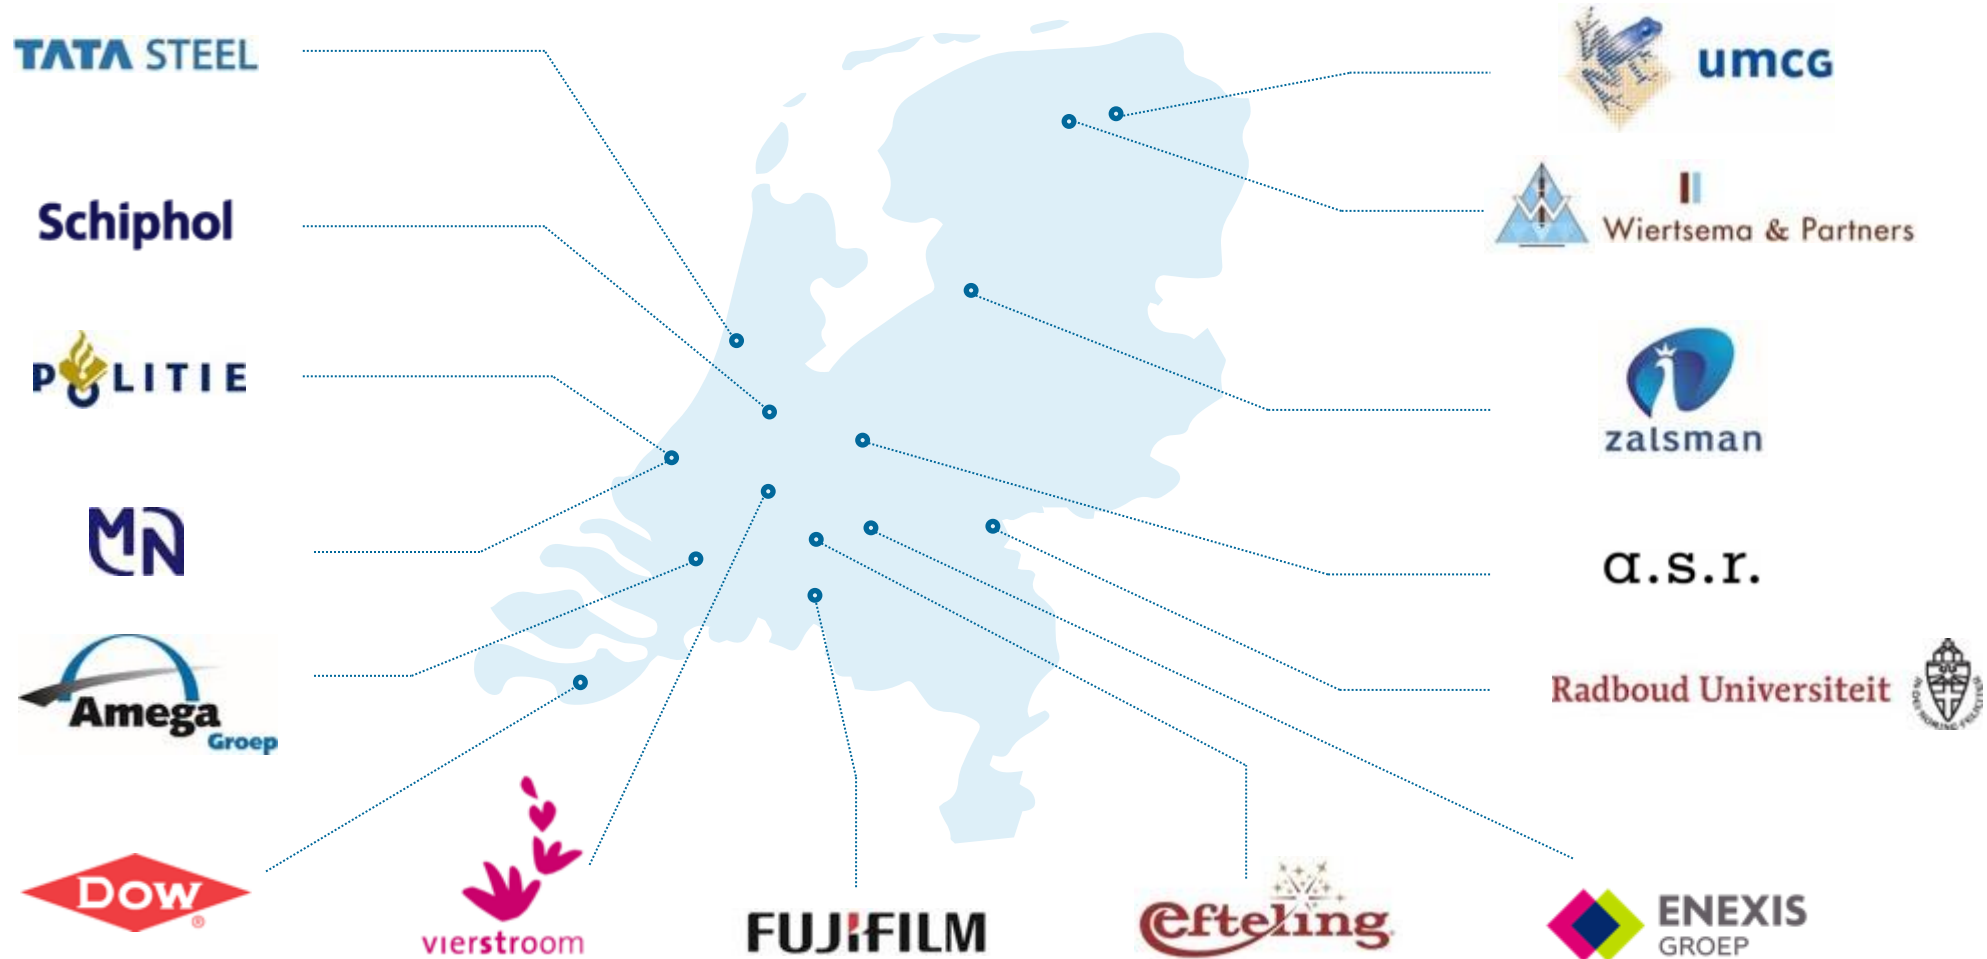 TATA STEEL
umcg
Schiphol
Wiertsema & Partners
POLITIE
zalsman
MN
a.s.r.
Amega
Groep
Radboud Universiteit
Dow®
vierstroom
FUJIFILM
efteling
ENEXIS
GROEP